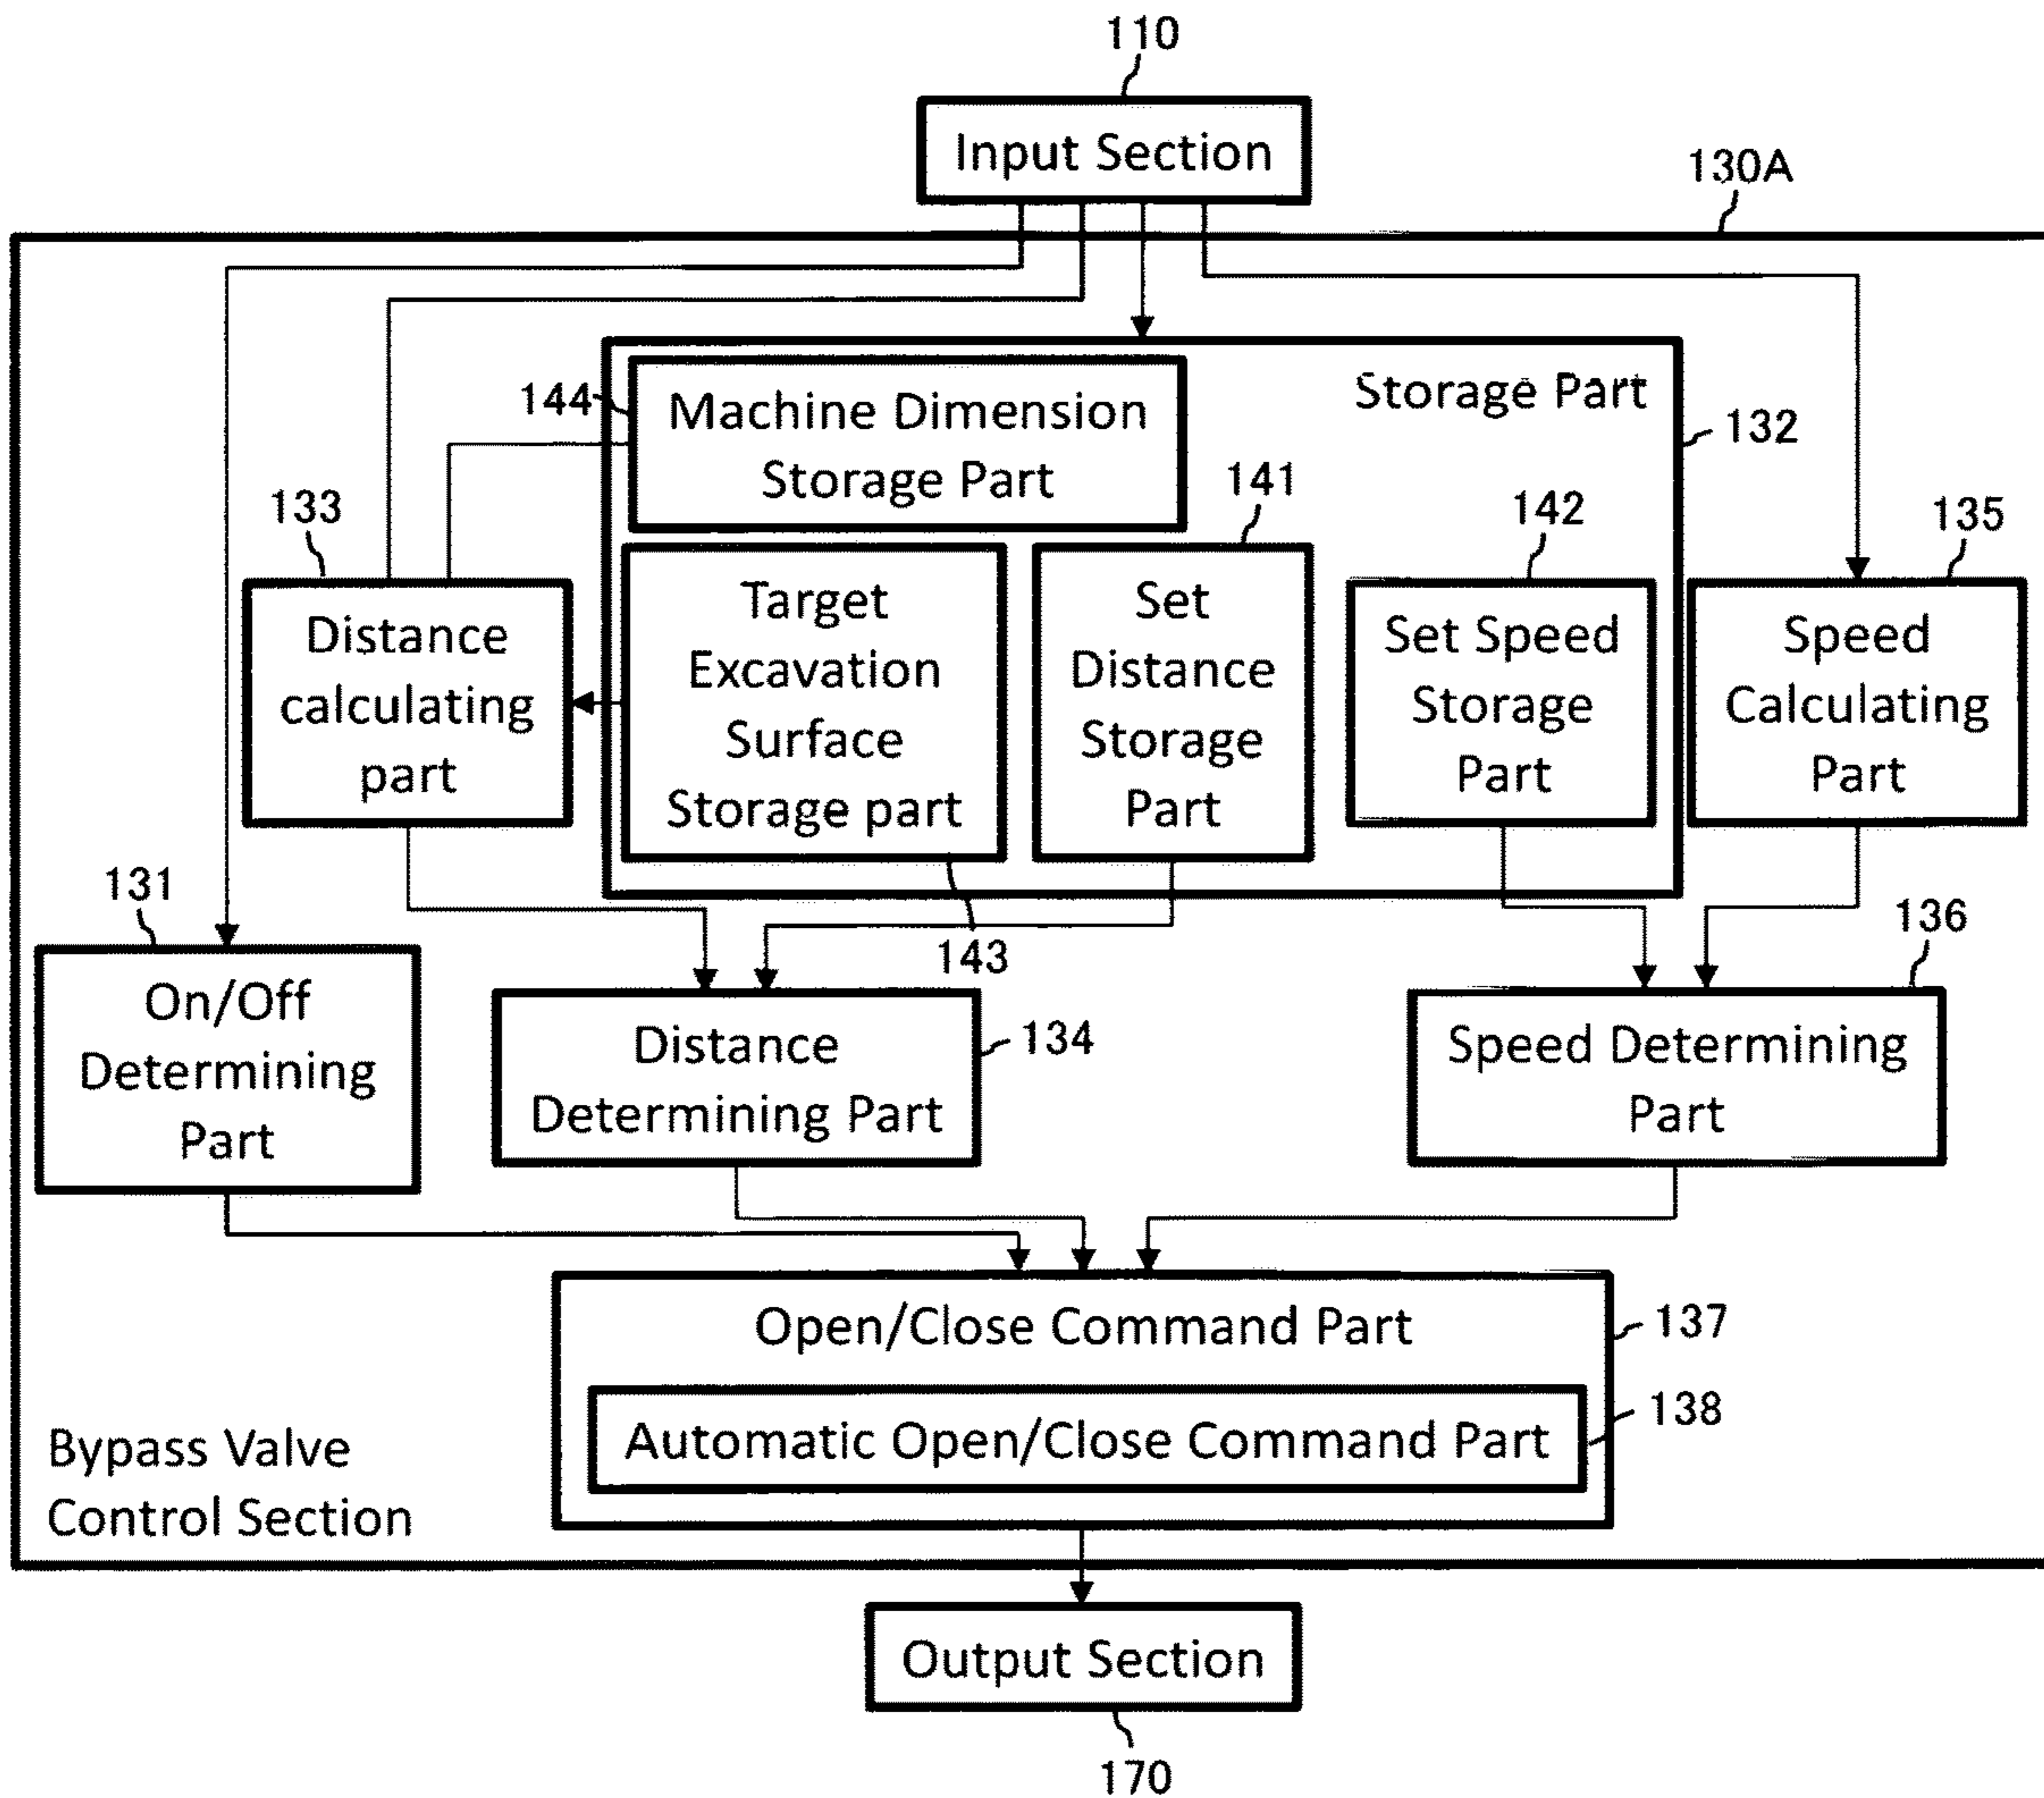 110
Input Section
130A
Machine Dimension
Storage Part
144
Storage Part
132
133
141
142
135
Distance
calculating
part
Target
Excavation
Surface
Storage part
Set
Distance
Storage
Part
Set Speed
Storage
Part
Speed
Calculating
Part
131
143
136
On/Off
Determining
Part
Distance
Determining Part
134
Speed Determining
Part
Open/Close Command Part
137
Automatic Open/Close Command Part
138
Bypass Valve
Control Section
Output Section
170